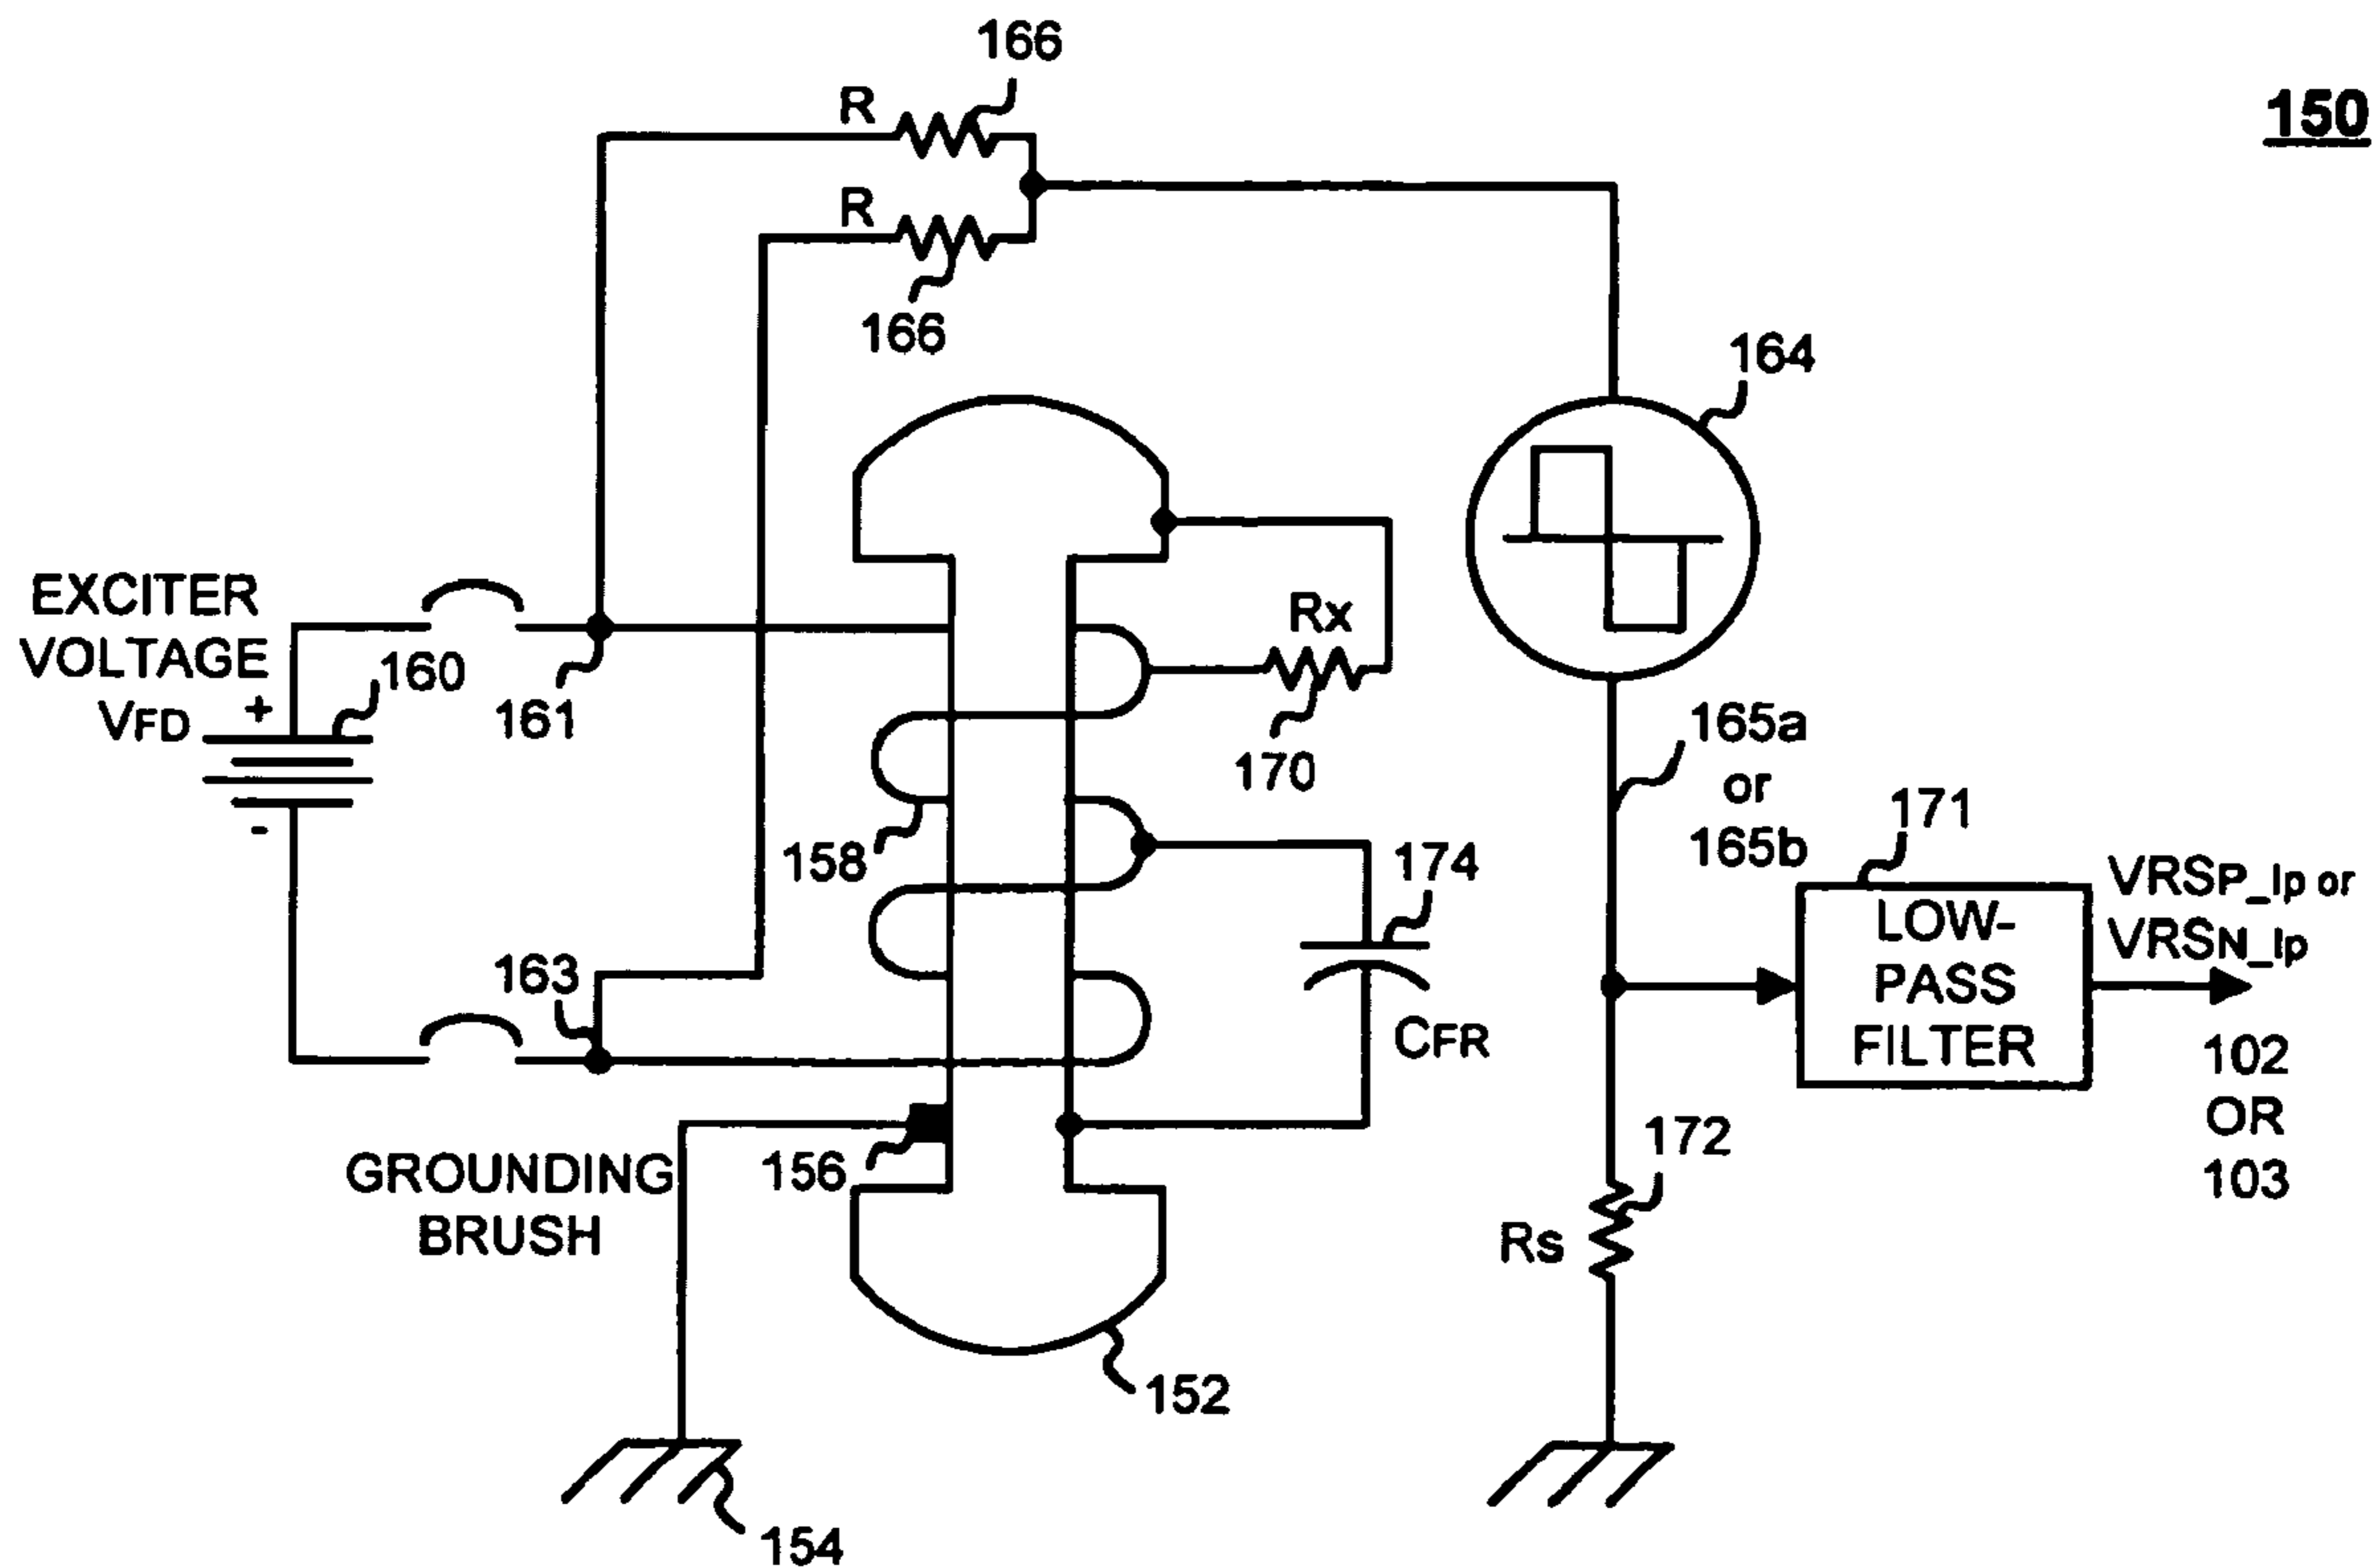 166
150
R
R
166
164
EXCITER
VOLTAGE
160
+
VFD
161
-
Rx
170
165a
or
165b
158
174
171
LOW-
PASS
FILTER
VRSP_lp or
VRSN_lp
102
OR
103
163
CFR
172
Rs
GROUNDING
BRUSH
156
152
154